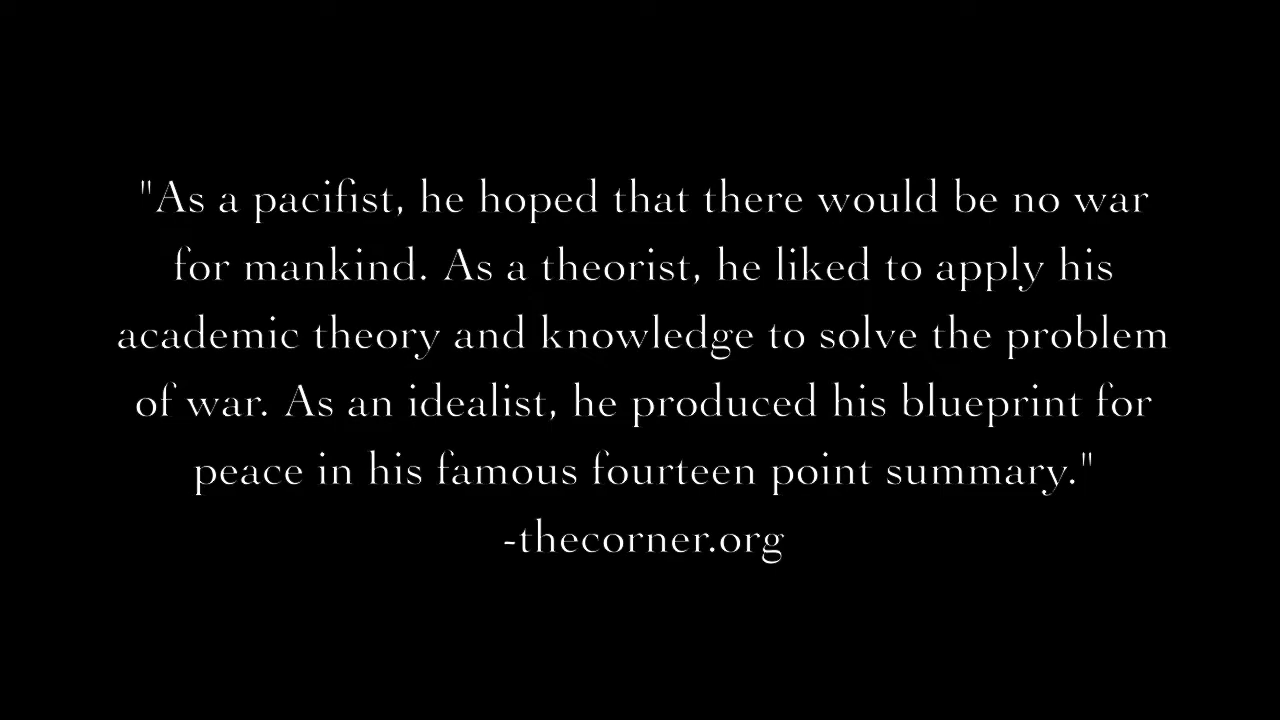 "As a pacifist, he hoped that there would be no war
for mankind. As a theorist, he liked to apply his
academic theory and knowledge to solve the problem
of war. As an idealist, he produced his blueprint for
peace in his famous fourteen point summary."
-thecorner.org